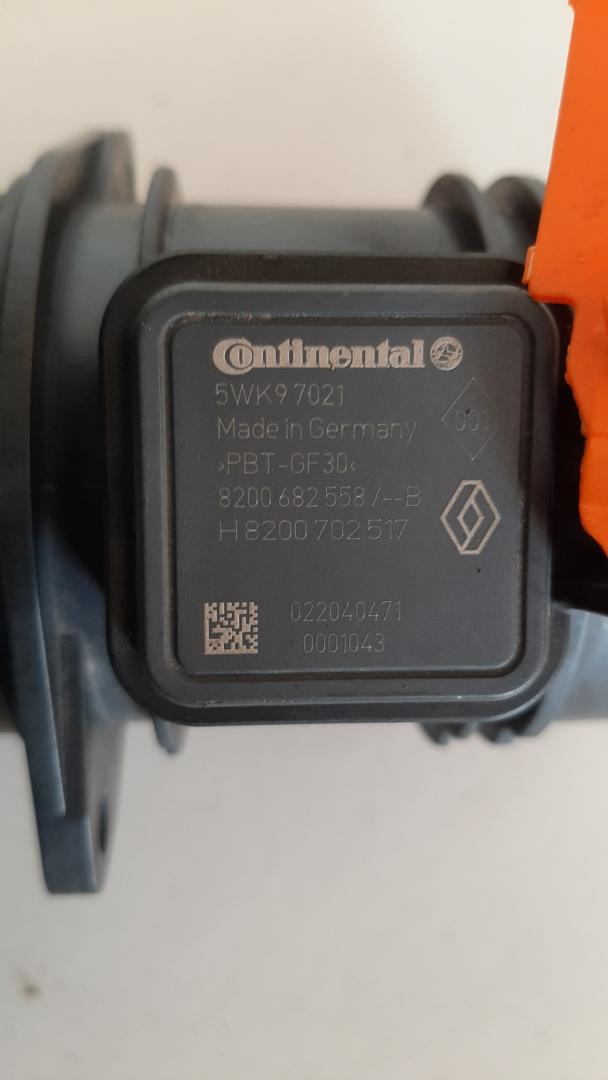 Continental
5WK9 7021
001
Made in Germany
›PBT-GF30‹
8200 682 558 /--B
H 8200 702 517
022040471
0001043